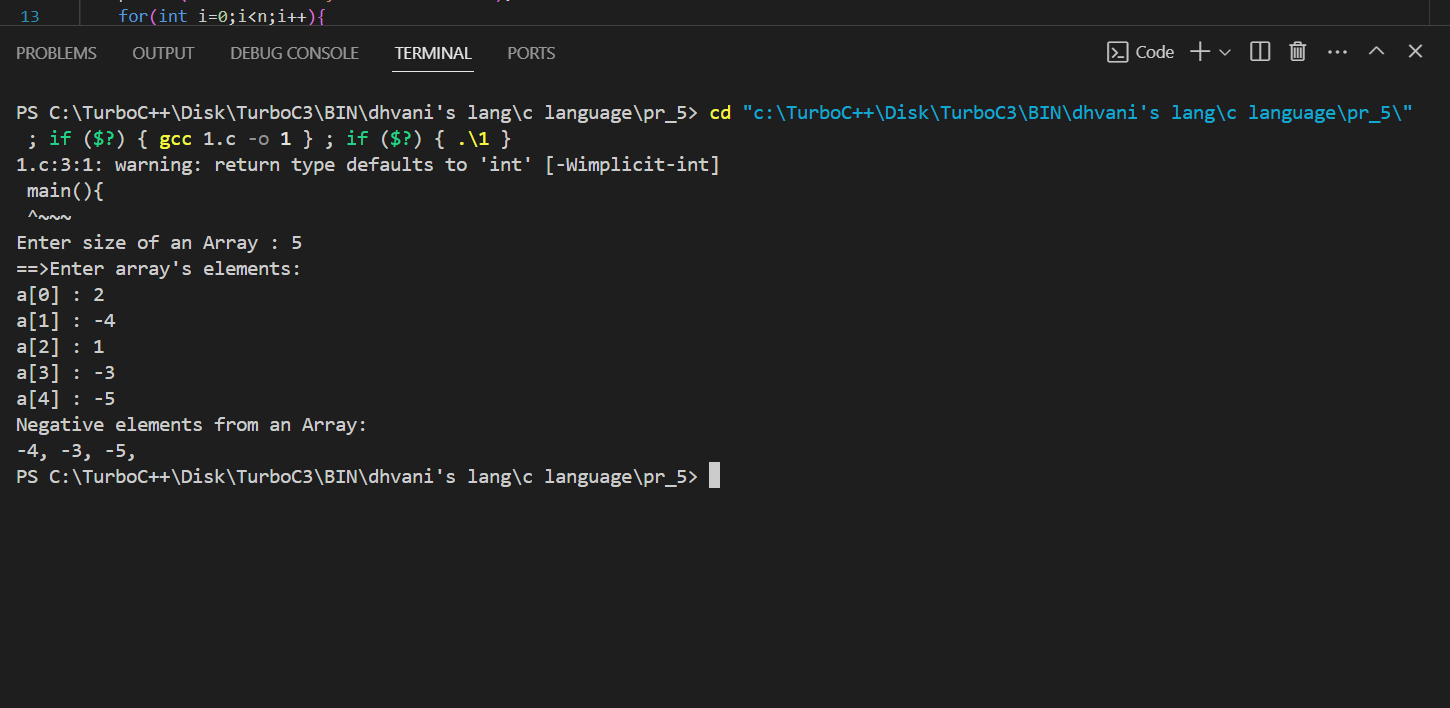 13 for(int i=0;i<n;i++){
PROBLEMS OUTPUT DEBUG CONSOLE TERMINAL PORTS Code
PS C:\TurboC++\Disk\TurboC3\BIN\dhvani's lang\c language\pr_5> cd "c:\TurboC++\Disk\TurboC3\BIN\dhvani's lang\c language\pr_5\"
; if ($?) { gcc 1.c -o 1 } ; if ($?) { .\1 }
1.c:3:1: warning: return type defaults to 'int' [-Wimplicit-int]
main(){
^~~~
Enter size of an Array : 5
==>Enter array's elements:
a[0] : 2
a[1] : -4
a[2] : 1
a[3] : -3
a[4] : -5
Negative elements from an Array:
-4, -3, -5,
PS C:\TurboC++\Disk\TurboC3\BIN\dhvani's lang\c language\pr_5>